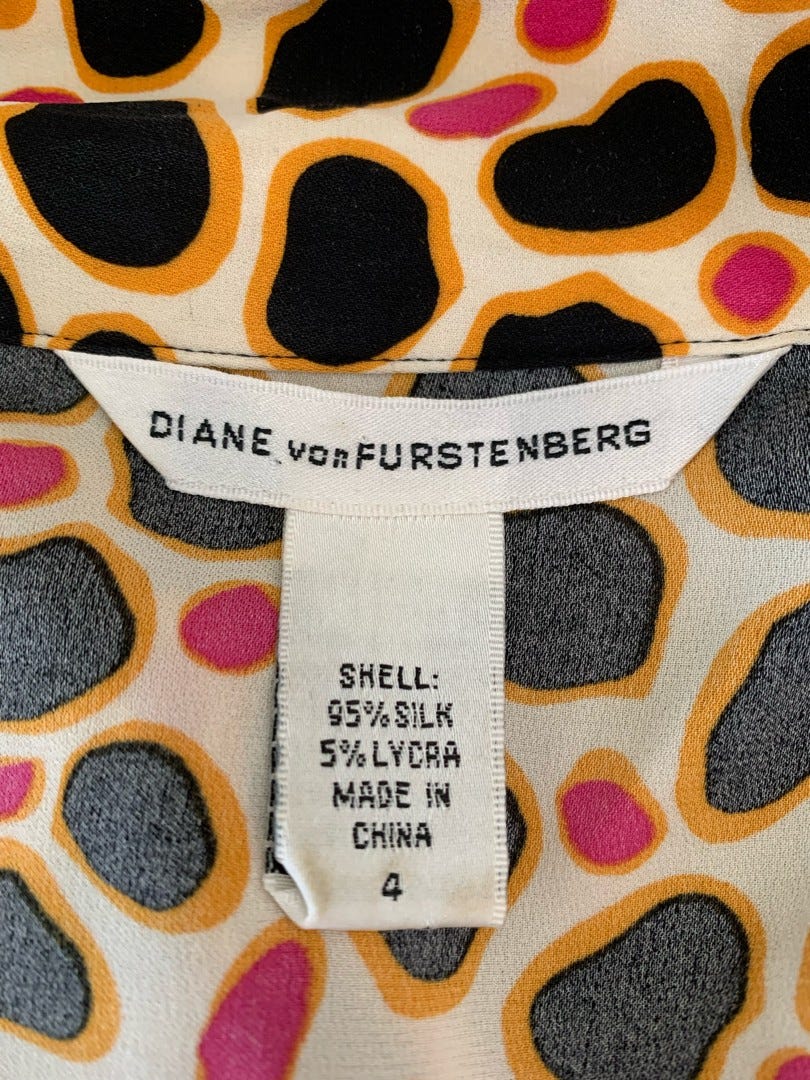 DIANE von FURSTENBERG
SHELL:
95% SILK
5% LYCRA
MADE IN
CHINA
4